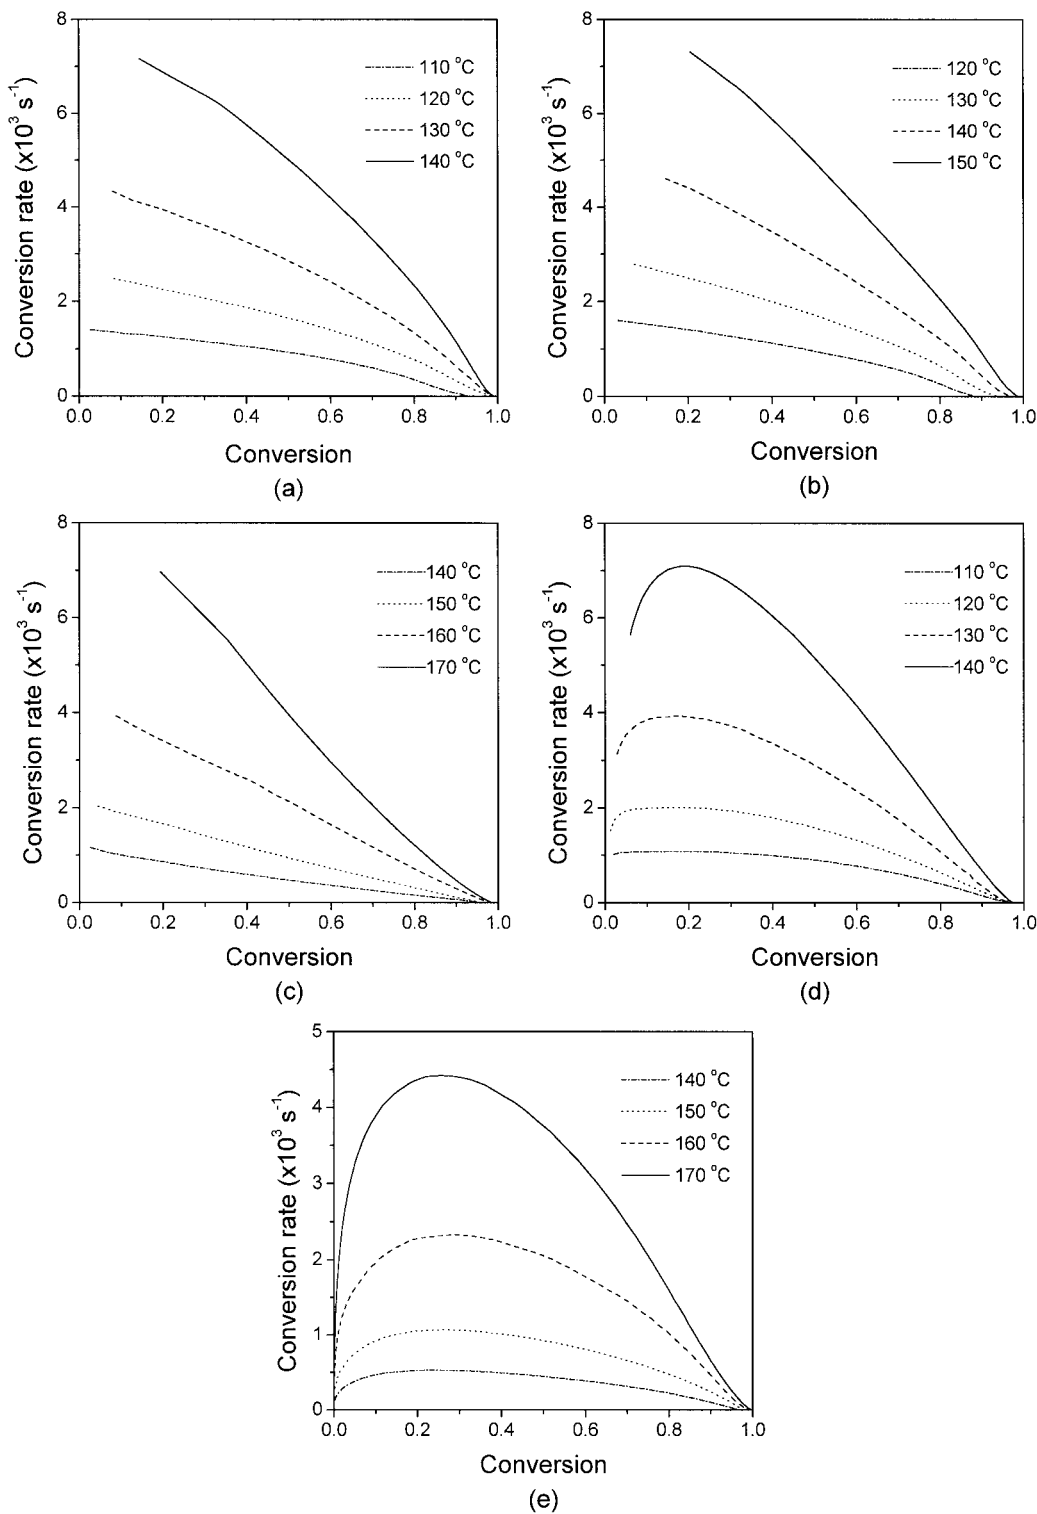 8
6
4
2
0
0.0 0.2 0.4 0.6 0.8 1.0
Conversion rate (x10³ s⁻¹)
110 °C
120 °C
130 °C
140 °C
Conversion
(a)
8
6
4
2
0
0.0 0.2 0.4 0.6 0.8 1.0
Conversion rate (x10³ s⁻¹)
120 °C
130 °C
140 °C
150 °C
Conversion
(b)
8
6
4
2
0
0.0 0.2 0.4 0.6 0.8 1.0
Conversion rate (x10³ s⁻¹)
140 °C
150 °C
160 °C
170 °C
Conversion
(c)
8
6
4
2
0
0.0 0.2 0.4 0.6 0.8 1.0
Conversion rate (x10³ s⁻¹)
110 °C
120 °C
130 °C
140 °C
Conversion
(d)
5
4
3
2
1
0
0.0 0.2 0.4 0.6 0.8 1.0
Conversion rate (x10³ s⁻¹)
140 °C
150 °C
160 °C
170 °C
Conversion
(e)